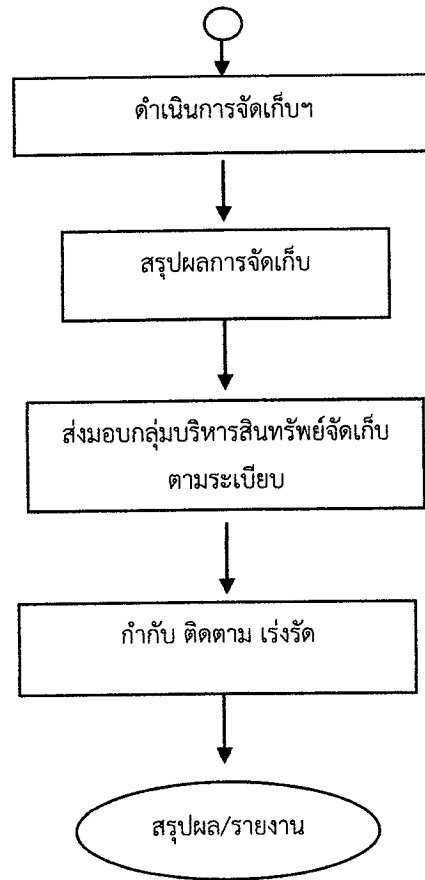 ดำเนินการจัดเก็บฯ
สรุปผลการจัดเก็บ
ส่งมอบกลุ่มบริหารสินทรัพย์จัดเก็บ
ตามระเบียบ
กำกับ ติดตาม เร่งรัด
สรุปผล/รายงาน